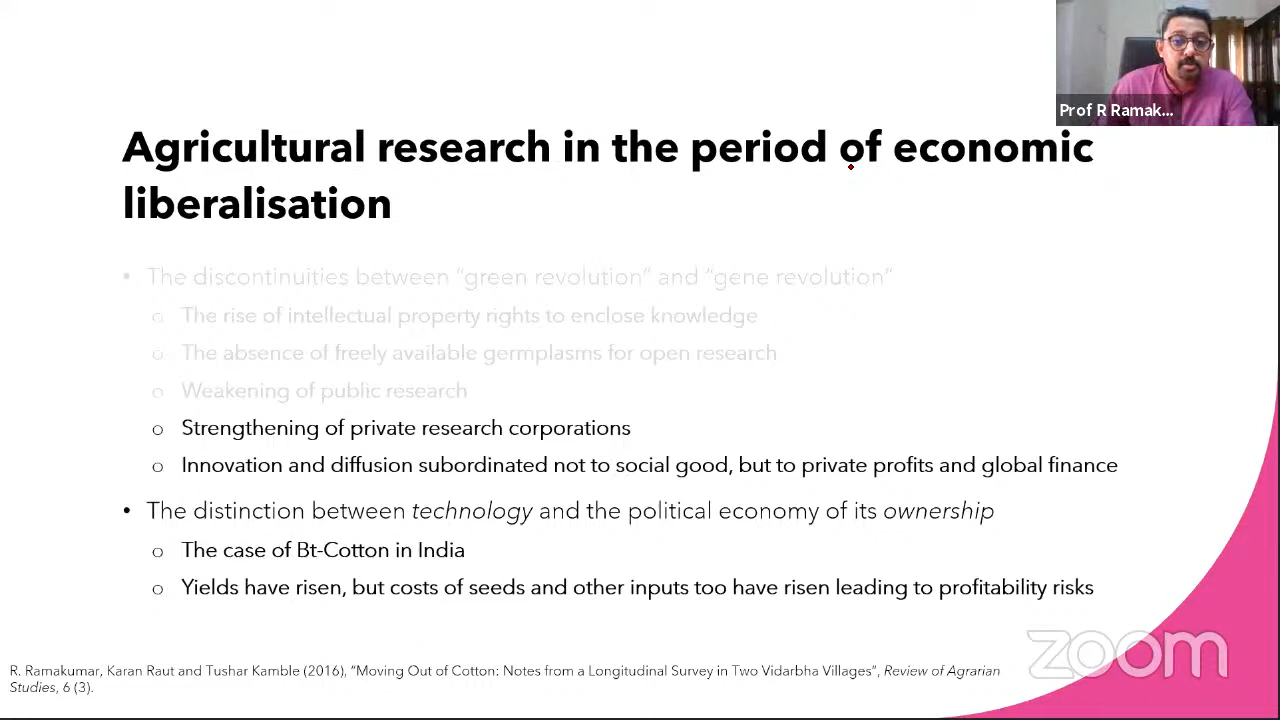 Prof R Ramak...
Agricultural research in the period of economic
liberalisation
• The discontinuities between “green revolution” and “gene revolution”
o The rise of intellectual property rights to enclose knowledge
o The absence of freely available germplasms for open research
o Weakening of public research
o Strengthening of private research corporations
o Innovation and diffusion subordinated not to social good, but to private profits and global finance
• The distinction between technology and the political economy of its ownership
o The case of Bt-Cotton in India
o Yields have risen, but costs of seeds and other inputs too have risen leading to profitability risks
R. Ramakumar, Karan Raut and Tushar Kamble (2016), “Moving Out of Cotton: Notes from a Longitudinal Survey in Two Vidarbha Villages”, Review of Agrarian
Studies, 6 (3).
zoom